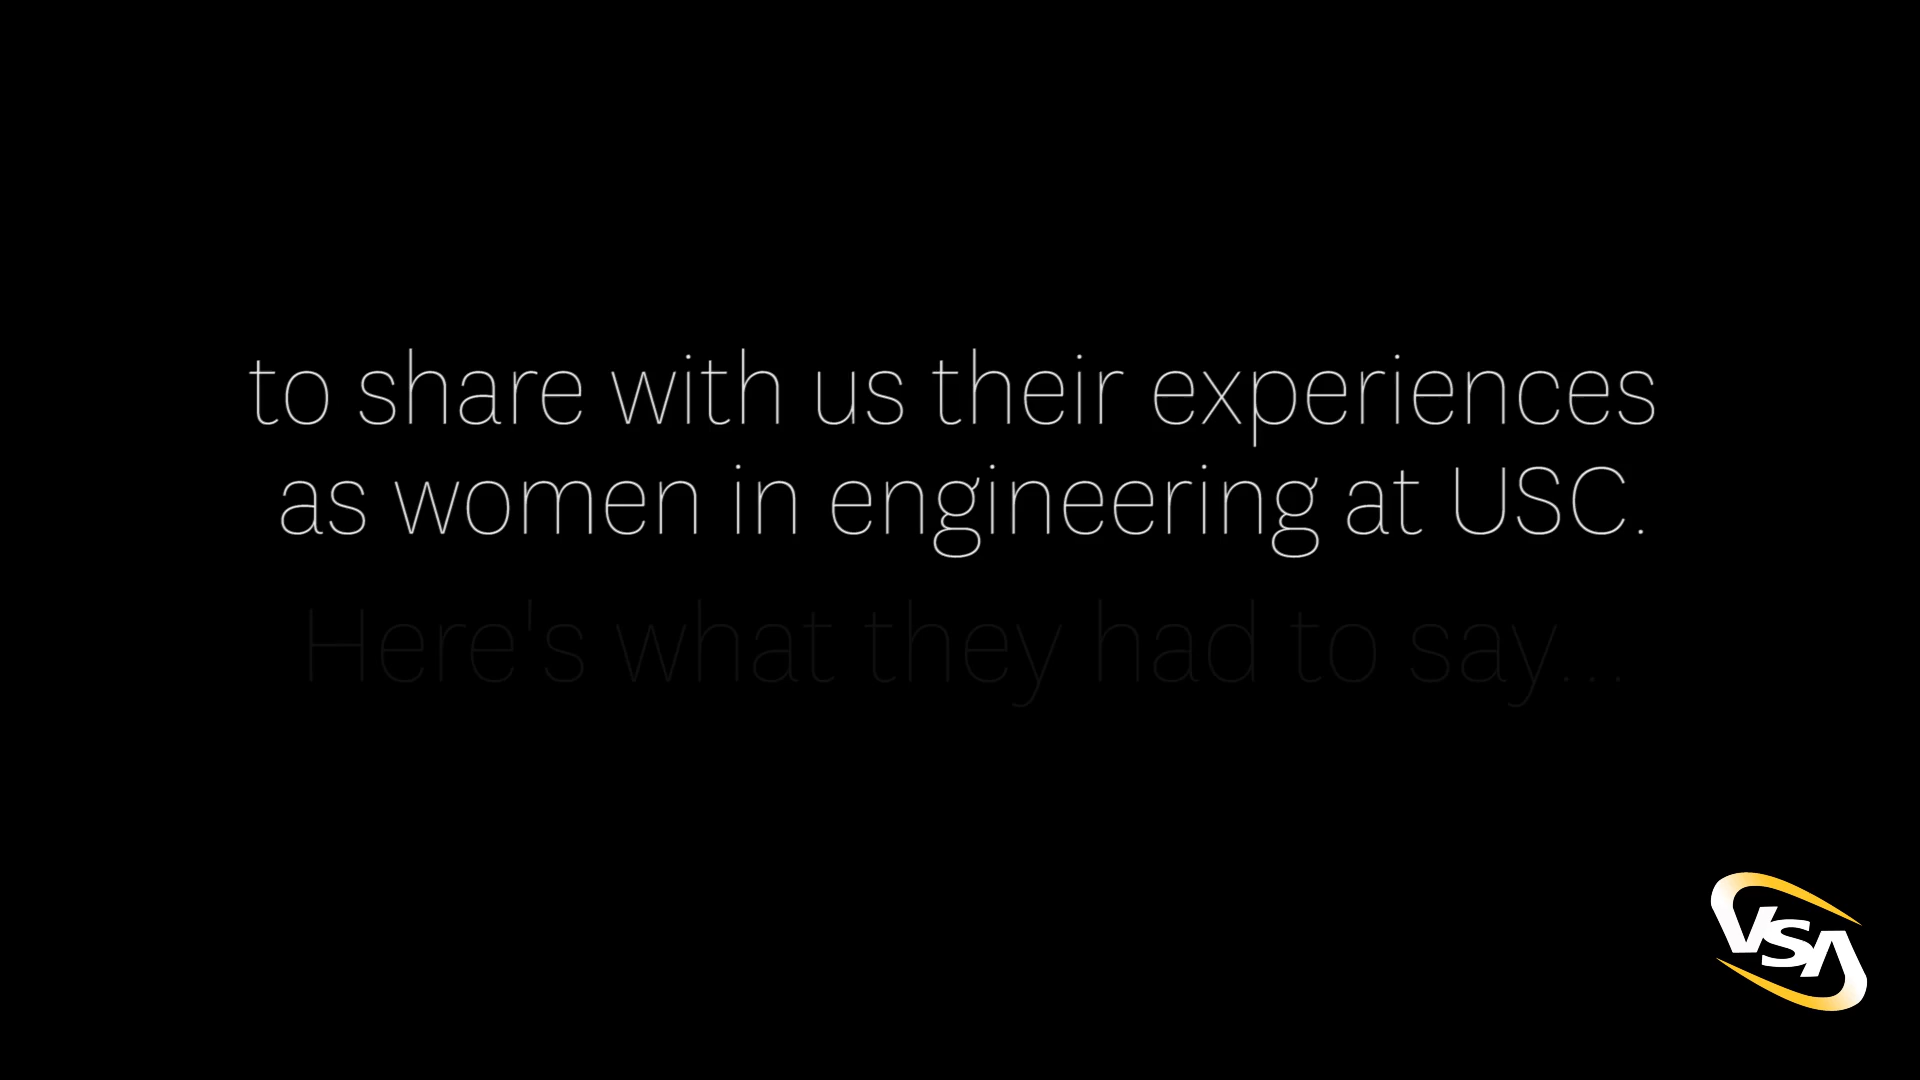 to share with us their experiences
as women in engineering at USC.
Here's what they had to say...
VSA